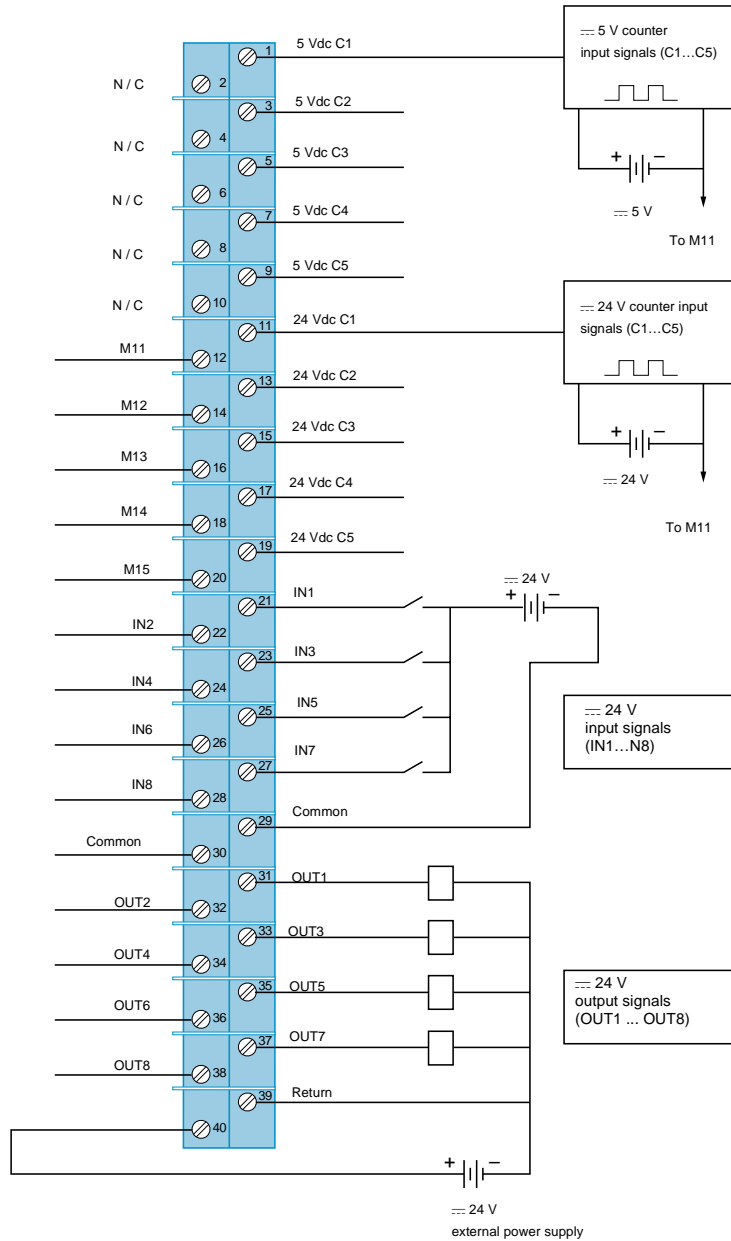 5 Vdc C1
1
⎓ 5 V counter
input signals (C1...C5)
N / C
2
5 Vdc C2
3
N / C
4
+ −
5 Vdc C3
5
N / C
6
⎓ 5 V
5 Vdc C4
7
To M11
N / C
8
5 Vdc C5
9
N / C
10
⎓ 24 V counter input
signals (C1...C5)
24 Vdc C1
11
M11
12
24 Vdc C2
13
M12
14
24 Vdc C3
15
+ −
M13
16
⎓ 24 V
24 Vdc C4
17
M14
18
To M11
24 Vdc C5
19
M15
20
⎓ 24 V
+ −
IN1
21
IN2
22
IN3
23
IN4
24
IN5
25
⎓ 24 V
input signals
(IN1...N8)
IN6
26
IN7
27
IN8
28
Common
29
Common
30
OUT1
31
OUT2
32
OUT3
33
OUT4
34
OUT5
35
⎓ 24 V
output signals
(OUT1 ... OUT8)
OUT6
36
OUT7
37
OUT8
38
Return
39
40
+ −
⎓ 24 V
external power supply